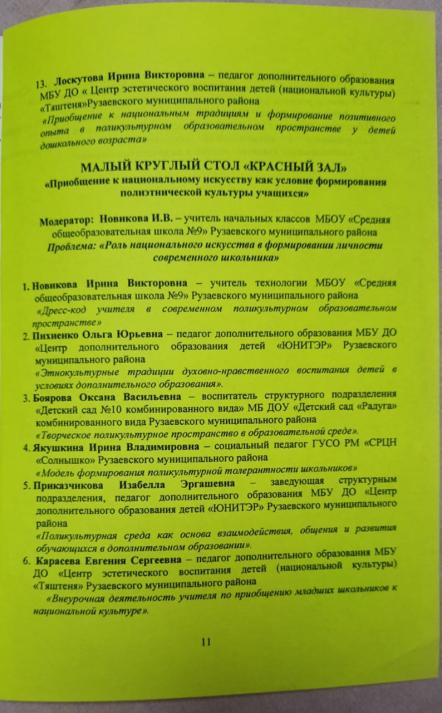 13. Лоскутова Ирина Викторовна – педагог дополнительного образования
МБУ ДО « Центр эстетического воспитания детей (национальной культуры)
«Тяштеня»Рузаевского муниципального района
«Приобщение к национальным традициям и формирование позитивного
опыта в поликультурном образовательном пространстве у детей
дошкольного возраста»
МАЛЫЙ КРУГЛЫЙ СТОЛ «КРАСНЫЙ ЗАЛ»
«Приобщение к национальному искусству как условие формирования
полиэтнической культуры учащихся»
Модератор: Новикова И.В. – учитель начальных классов МБОУ «Средняя
общеобразовательная школа №9» Рузаевского муниципального района
Проблема: «Роль национального искусства в формировании личности
современного школьника»
1. Новикова Ирина Викторовна – учитель технологии МБОУ «Средняя
общеобразовательная школа №9» Рузаевского муниципального района
«Дресс-код учителя в современном поликультурном образовательном
пространстве»
2. Пихиенко Ольга Юрьевна – педагог дополнительного образования МБУ ДО
«Центр дополнительного образования детей «ЮНИТЭР» Рузаевского
муниципального района
«Этнокультурные традиции духовно-нравственного воспитания детей в
условиях дополнительного образования».
3. Боярова Оксана Васильевна – воспитатель структурного подразделения
«Детский сад №10 комбинированного вида» МБ ДОУ «Детский сад «Радуга»
комбинированного вида Рузаевского муниципального района
«Творческое поликультурное пространство в образовательной среде».
4. Якушкина Ирина Владимировна – социальный педагог ГУСО РМ «СРЦН
«Солнышко» Рузаевского муниципального района
«Модель формирования поликультурной толерантности школьников»
5. Приказчикова Изабелла Эргашевна – заведующая структурным
подразделения, педагог дополнительного образования МБУ ДО «Центр
дополнительного образования детей «ЮНИТЭР» Рузаевского муниципального
района
«Поликультурная среда как основа взаимодействия, общения и развития
обучающихся в дополнительном образовании».
6. Карасева Евгения Сергеевна – педагог дополнительного образования МБУ
ДО «Центр эстетического воспитания детей (национальной культуры)
«Тяштеня» Рузаевского муниципального района
«Внеурочная деятельность учителя по приобщению младших школьников к
национальной культуре».
11